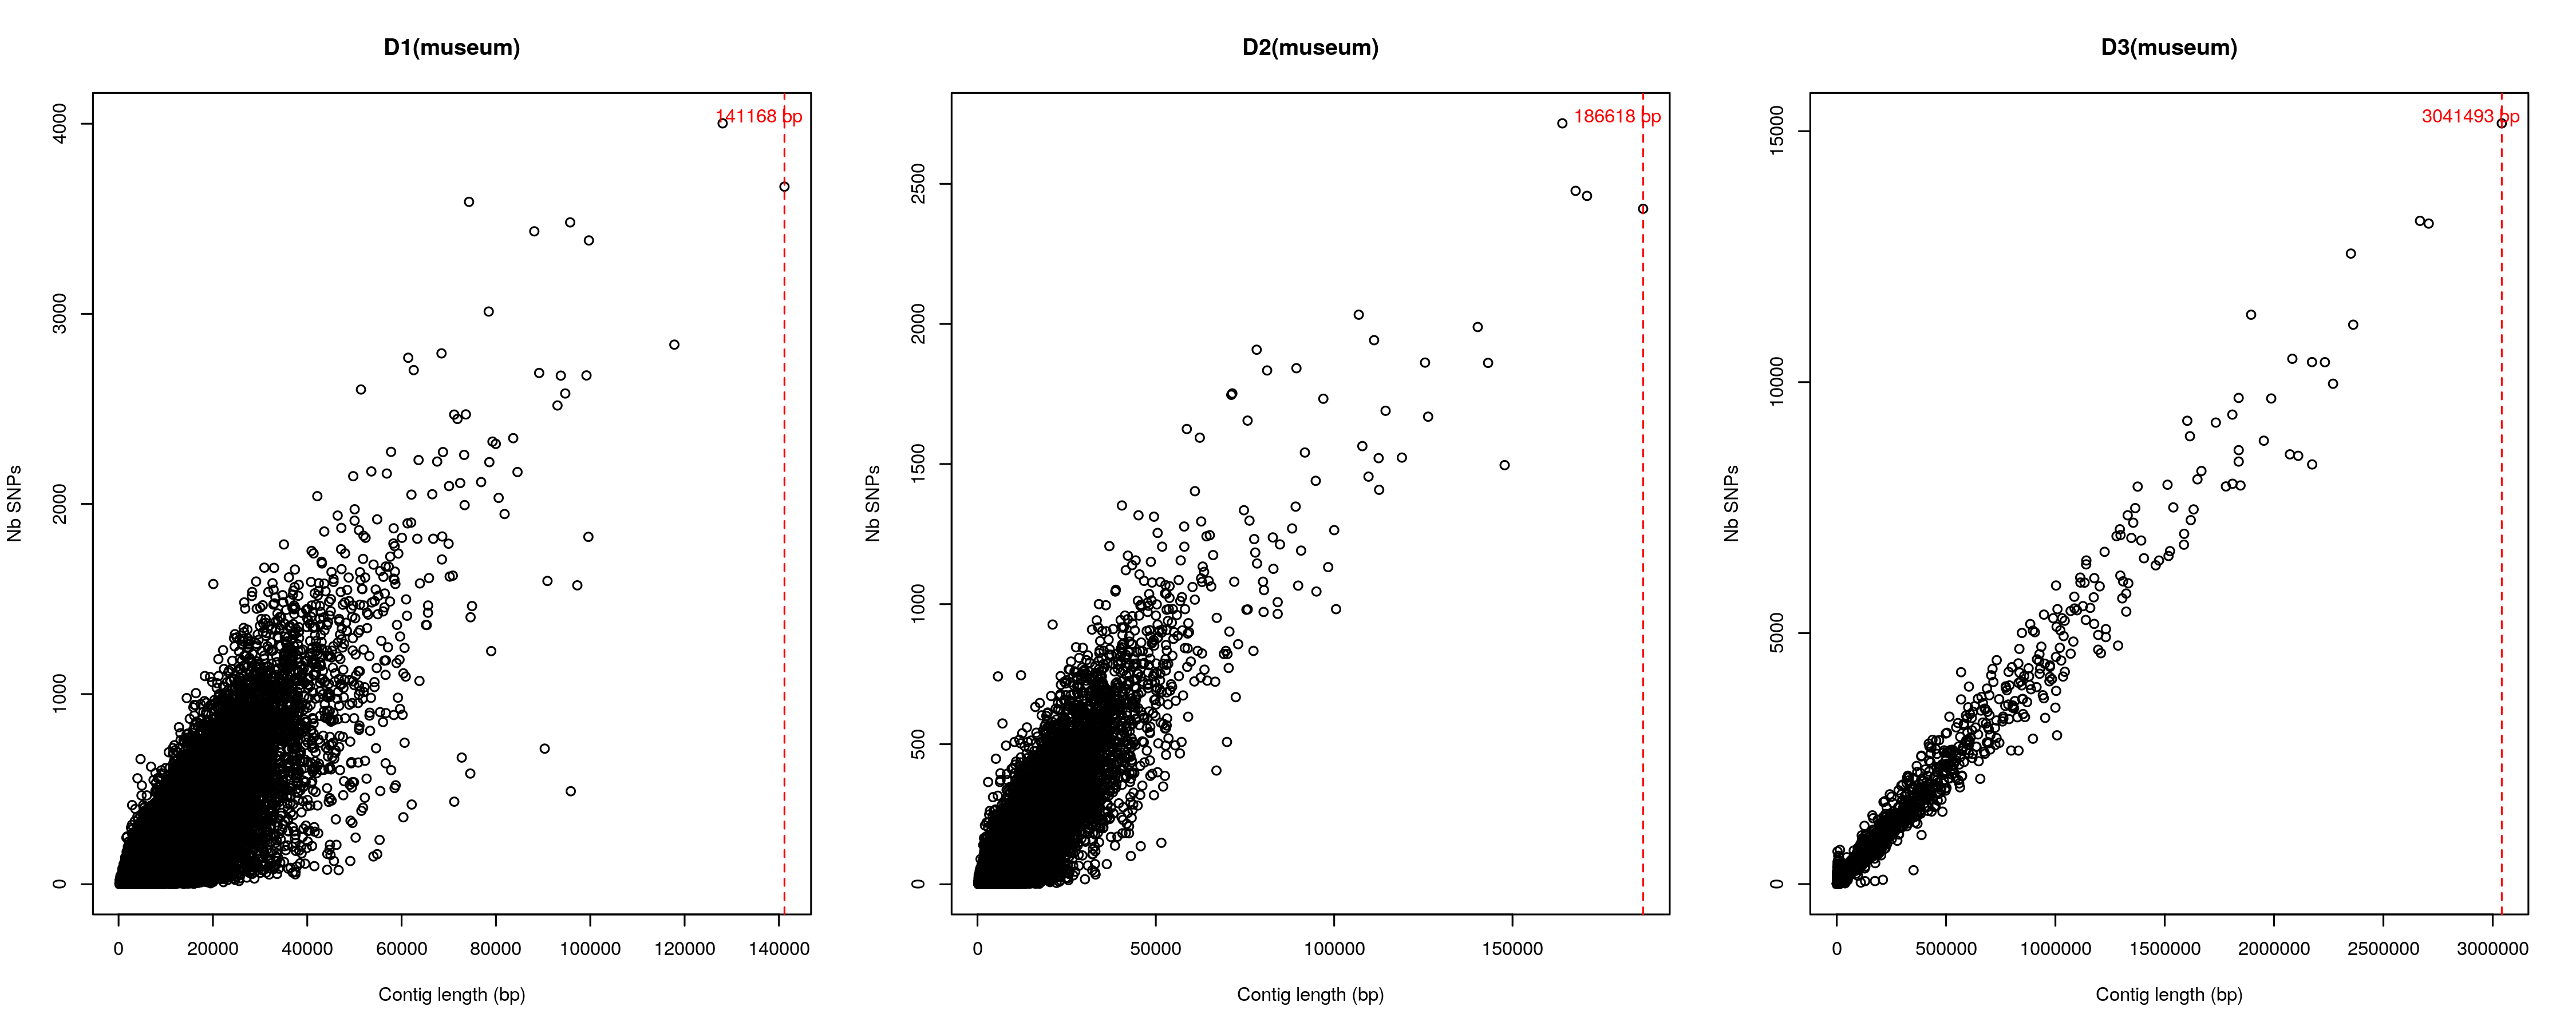 D1(museum)
141168 bp
4000
3000
2000
1000
0
Nb SNPs
0 20000 40000 60000 80000 100000 120000 140000
Contig length (bp)
D2(museum)
186618 bp
2500
2000
1500
1000
500
0
Nb SNPs
0 50000 100000 150000
Contig length (bp)
D3(museum)
3041493 bp
15000
10000
5000
0
Nb SNPs
0 500000 1000000 1500000 2000000 2500000 3000000
Contig length (bp)